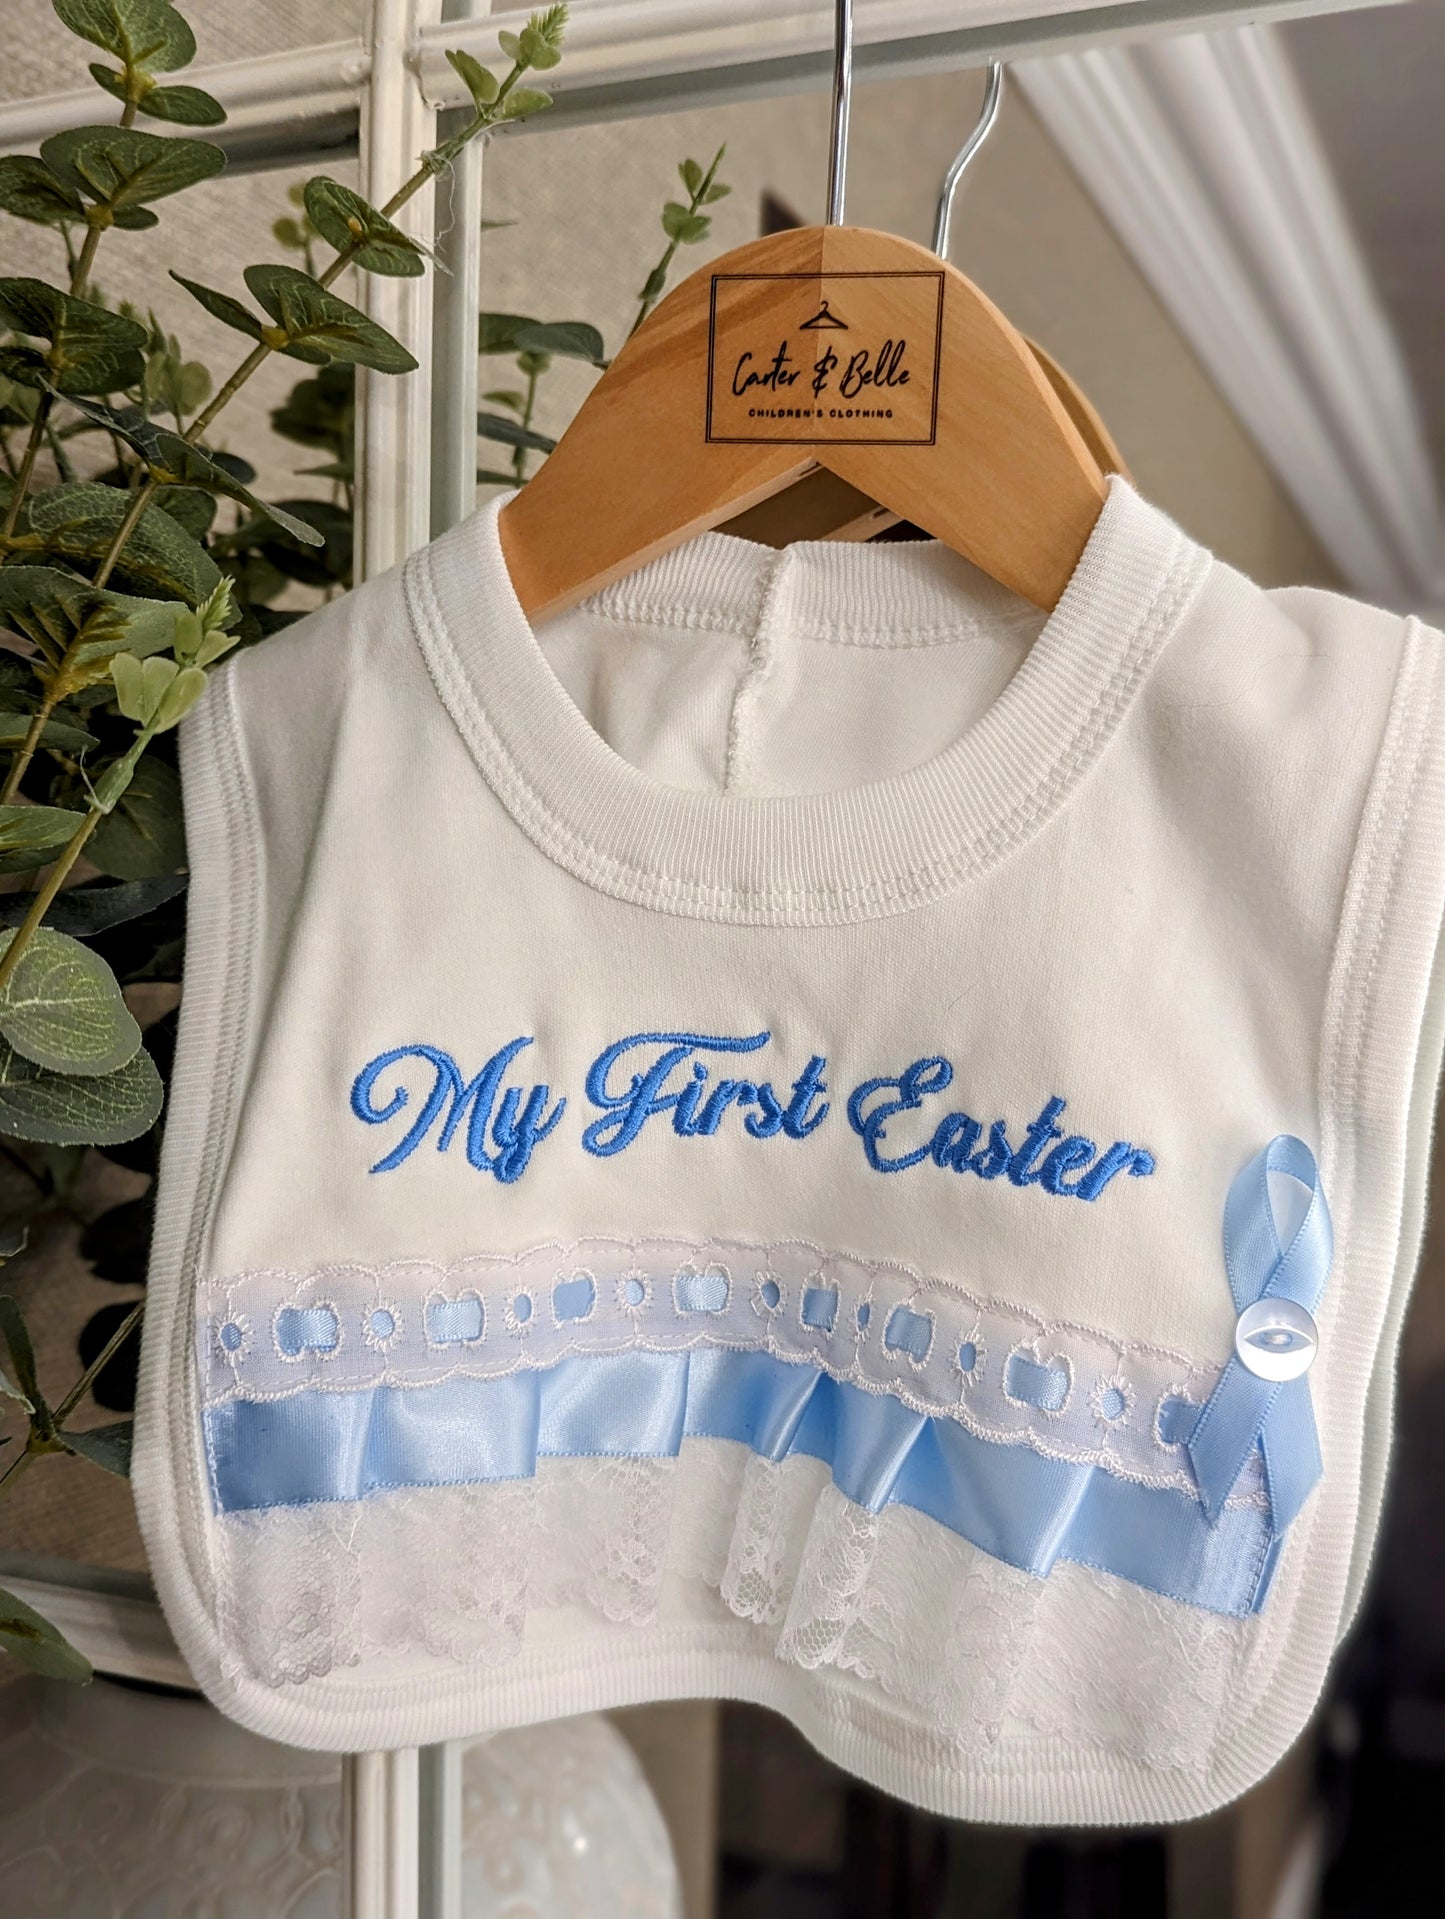 Carter & Belle
CHILDREN'S CLOTHING
My First Easter